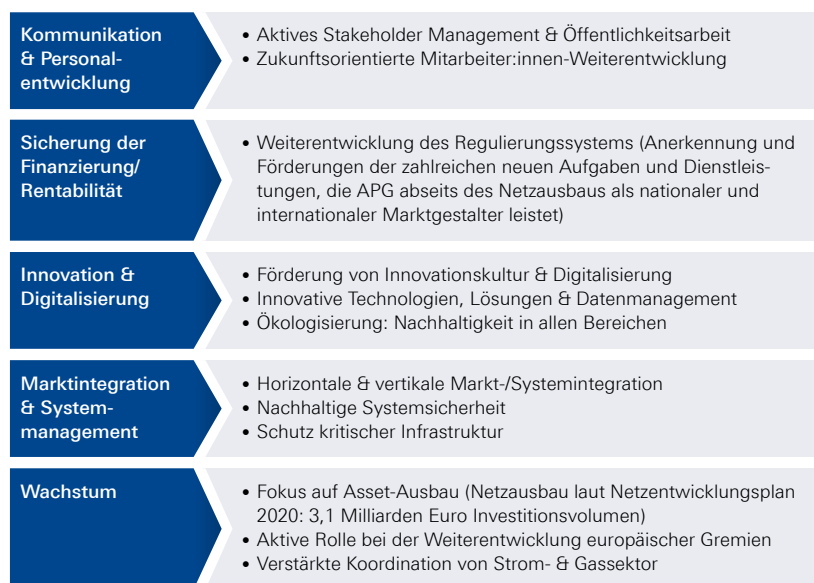 Kommunikation
& Personal-
entwicklung
• Aktives Stakeholder Management & Öffentlichkeitsarbeit
• Zukunftsorientierte Mitarbeiter:innen-Weiterentwicklung
Sicherung der
Finanzierung/
Rentabilität
• Weiterentwicklung des Regulierungssystems (Anerkennung und
Förderungen der zahlreichen neuen Aufgaben und Dienstleis-
tungen, die APG abseits des Netzausbaus als nationaler und
internationaler Marktgestalter leistet)
Innovation &
Digitalisierung
• Förderung von Innovationskultur & Digitalisierung
• Innovative Technologien, Lösungen & Datenmanagement
• Ökologisierung: Nachhaltigkeit in allen Bereichen
Marktintegration
& System-
management
• Horizontale & vertikale Markt-/Systemintegration
• Nachhaltige Systemsicherheit
• Schutz kritischer Infrastruktur
Wachstum
• Fokus auf Asset-Ausbau (Netzausbau laut Netzentwicklungsplan
2020: 3,1 Milliarden Euro Investitionsvolumen)
• Aktive Rolle bei der Weiterentwicklung europäischer Gremien
• Verstärkte Koordination von Strom- & Gassektor